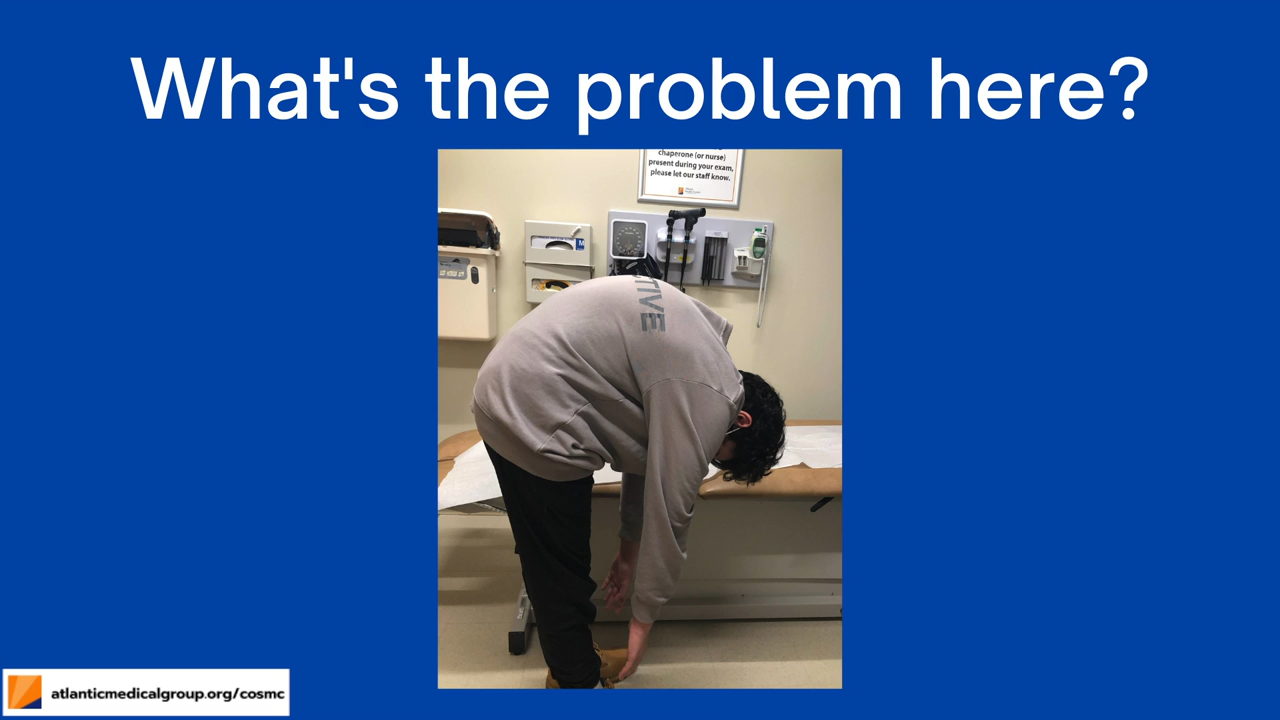 What's the problem here?
chaperone (or nurse)
present during your exam,
please let our staff know.
TIVE
M
atlanticmedicalgroup.org/cosmc